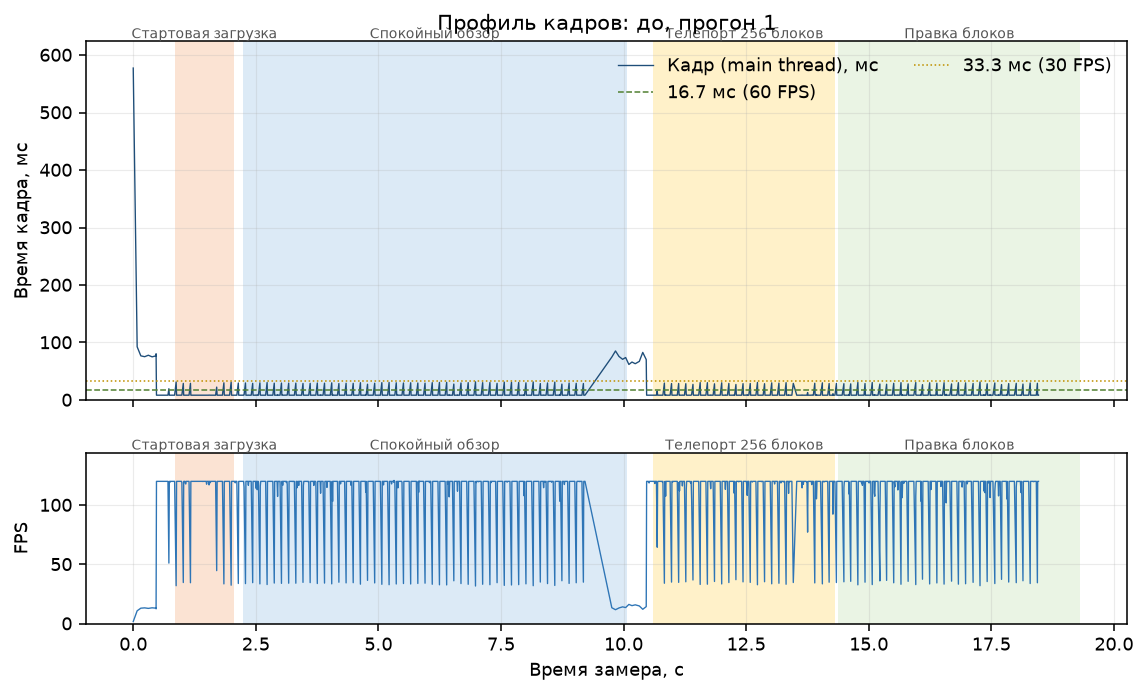 Профиль кадров: до, прогон 1
Стартовая загрузка Спокойный обзор Телепорт 256 блоков Правка блоков
Кадр (main thread), мс 33.3 мс (30 FPS)
16.7 мс (60 FPS)
Время кадра, мс
600
500
400
300
200
100
0
Стартовая загрузка Спокойный обзор Телепорт 256 блоков Правка блоков
FPS
100
50
0
0.0 2.5 5.0 7.5 10.0 12.5 15.0 17.5 20.0
Время замера, с